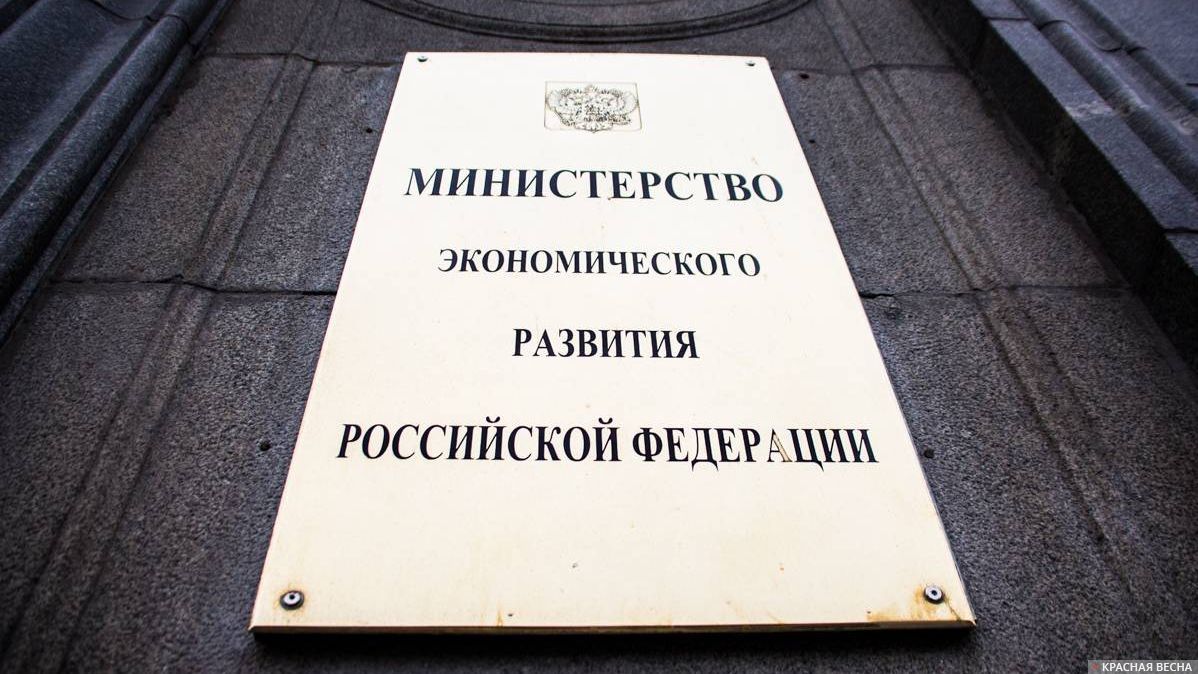 МИНИСТЕРСТВО
ЭКОНОМИЧЕСКОГО
РАЗВИТИЯ
РОССИЙСКОЙ ФЕДЕРАЦИИ
КРАСНАЯ ВЕСНА